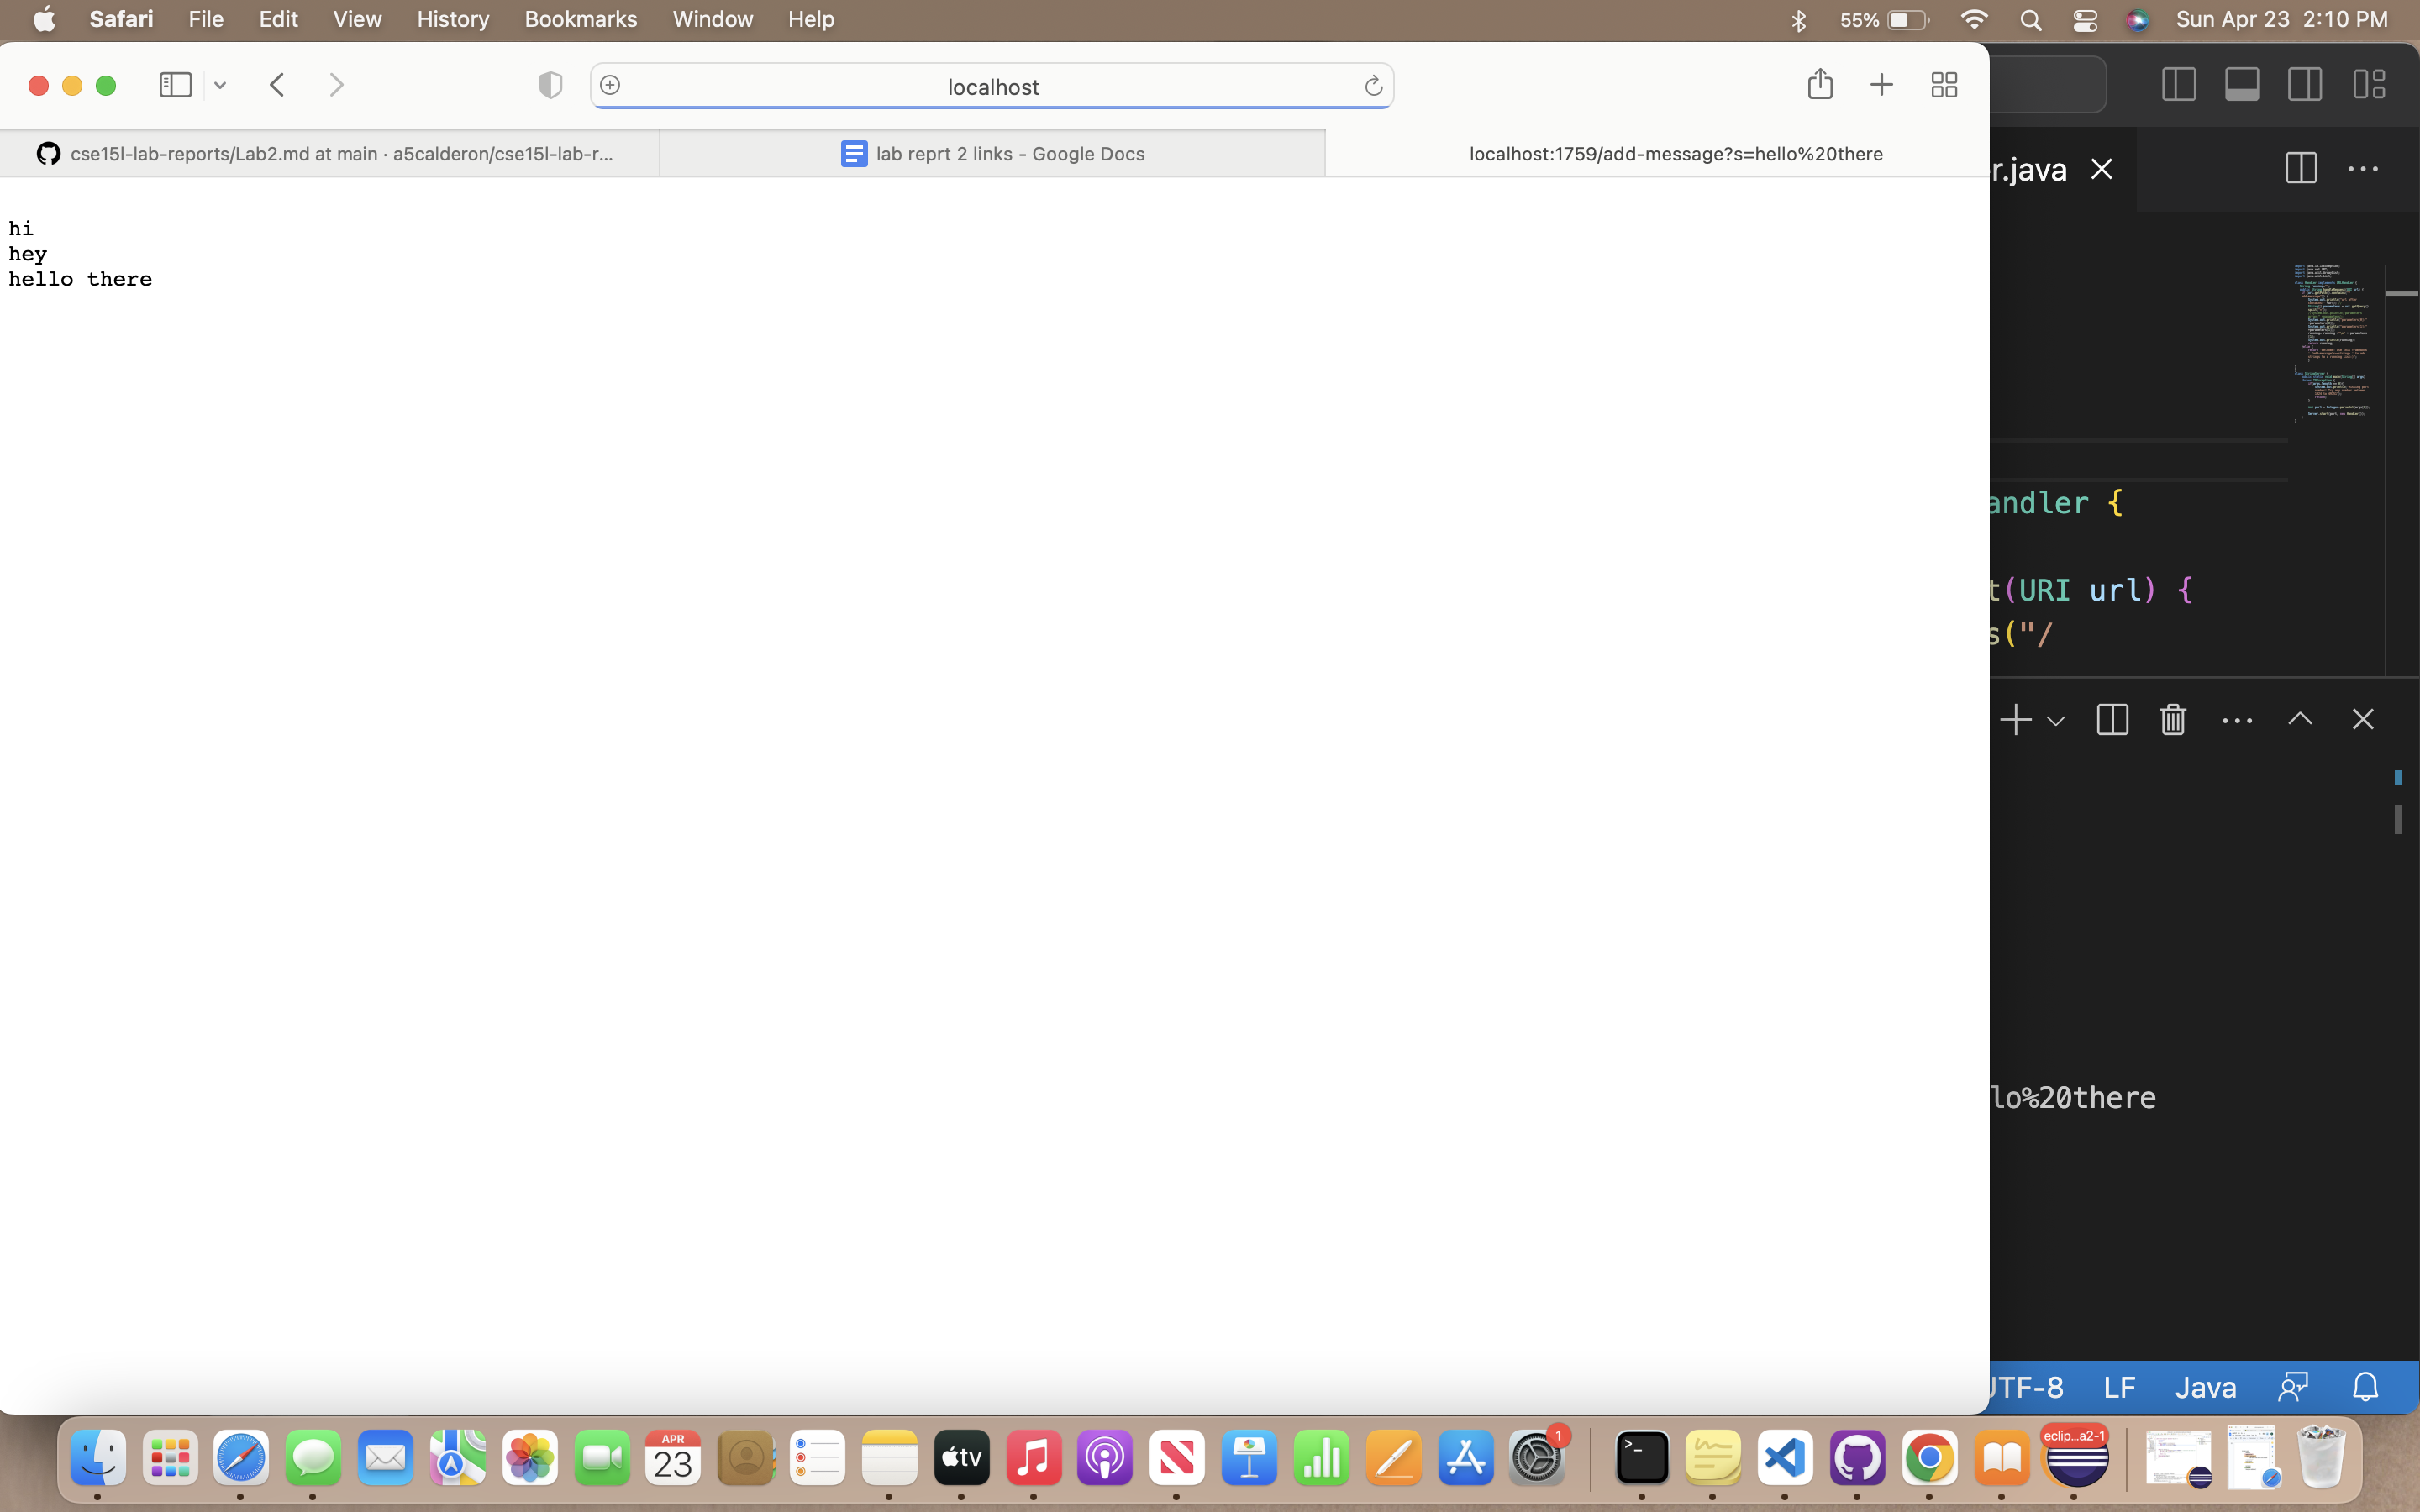 Safari File Edit View History Bookmarks Window Help 55% Sun Apr 23 2:10 PM
localhost
cse15l-lab-reports/Lab2.md at main · a5calderon/cse15l-lab-r...
lab reprt 2 links - Google Docs
localhost:1759/add-message?s=hello%20there
hi
hey
hello there
r.java
andler {
t(URI url) {
s("/
lo%20there
UTF-8 LF Java
APR
23
tv
1
>_
eclip...a2-1